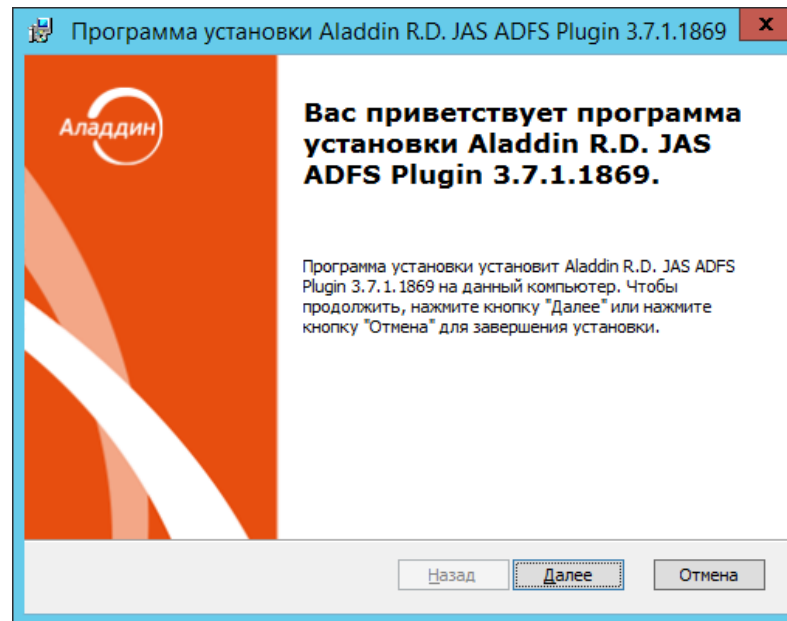 Программа установки Aladdin R.D. JAS ADFS Plugin 3.7.1.1869
x
Аладдин
Вас приветствует программа
установки Aladdin R.D. JAS
ADFS Plugin 3.7.1.1869.
Программа установки установит Aladdin R.D. JAS ADFS
Plugin 3.7.1.1869 на данный компьютер. Чтобы
продолжить, нажмите кнопку "Далее" или нажмите
кнопку "Отмена" для завершения установки.
Назад Далее Отмена